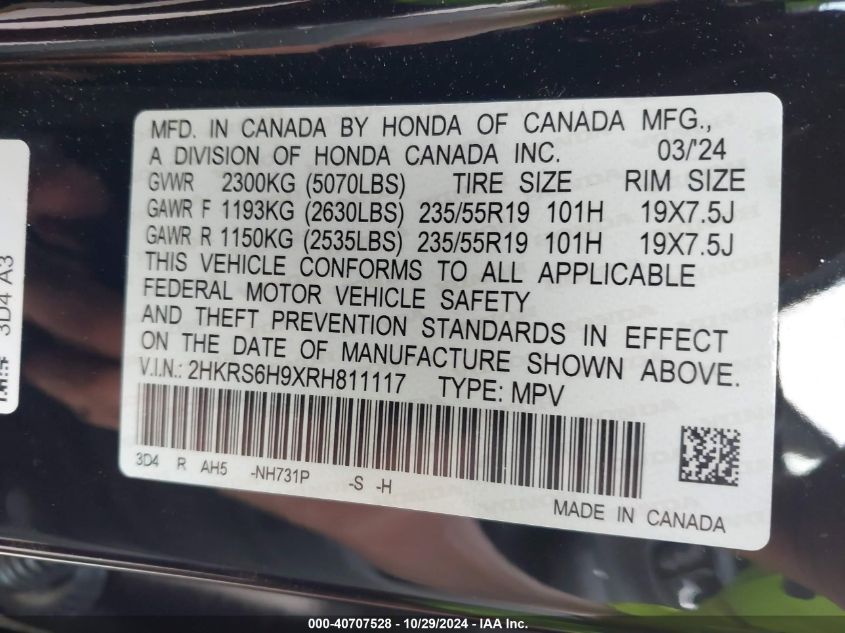 MFD. IN CANADA BY HONDA OF CANADA MFG.,
A DIVISION OF HONDA CANADA INC. 03/'24
GVWR 2300KG (5070LBS) TIRE SIZE RIM SIZE
GAWR F 1193KG (2630LBS) 235/55R19 101H 19X7.5J
GAWR R 1150KG (2535LBS) 235/55R19 101H 19X7.5J
THIS VEHICLE CONFORMS TO ALL APPLICABLE
FEDERAL MOTOR VEHICLE SAFETY
AND THEFT PREVENTION STANDARDS IN EFFECT
ON THE DATE OF MANUFACTURE SHOWN ABOVE.
V.I.N.: 2HKRS6H9XRH811117 TYPE: MPV
3D4 R AH5 -NH731P -S -H
MADE IN CANADA
3D4 A3
000-40707528 - 10/29/2024 - IAAI Inc.